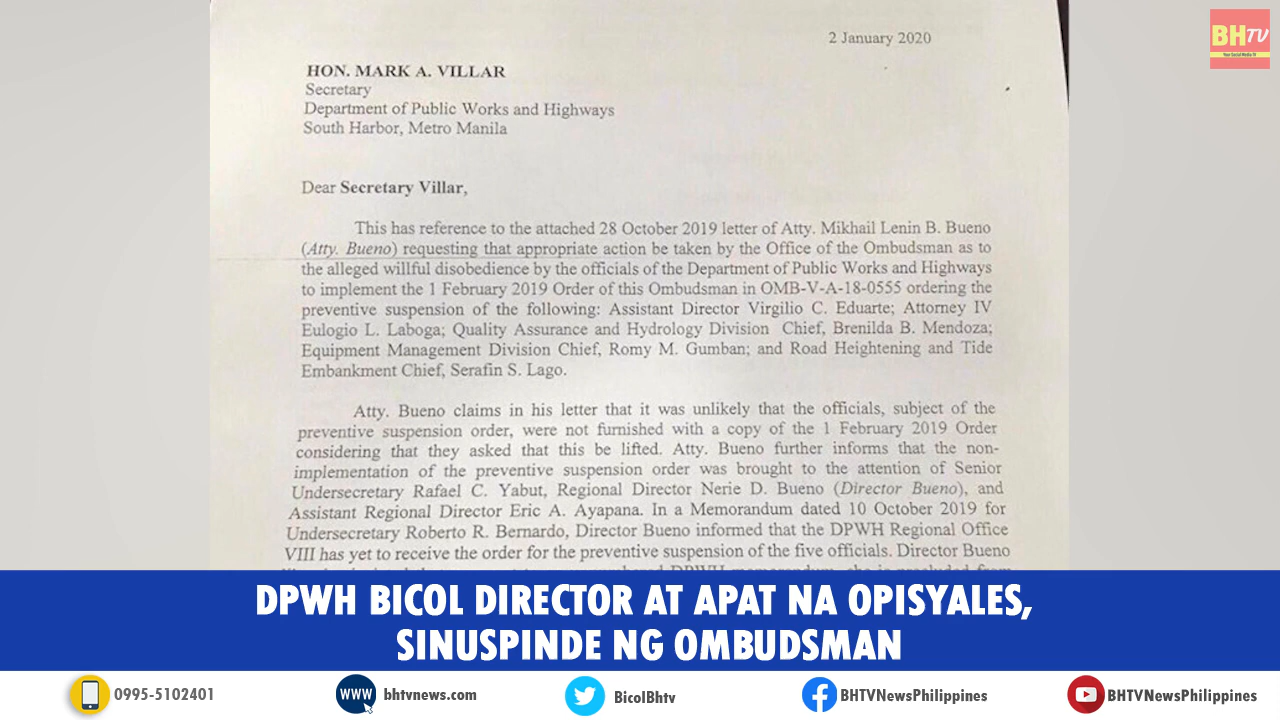 2 January 2020
BHTV
Your Social Media TV
HON. MARK A. VILLAR
Secretary
Department of Public Works and Highways
South Harbor, Metro Manila
Dear Secretary Villar,
This has reference to the attached 28 October 2019 letter of Atty. Mikhail Lenin B. Bueno
(Atty. Bueno) requesting that appropriate action be taken by the Office of the Ombudsman as to
the alleged willful disobedience by the officials of the Department of Public Works and Highways
to implement the 1 February 2019 Order of this Ombudsman in OMB-V-A-18-0555 ordering the
preventive suspension of the following: Assistant Director Virgilio C. Eduarte; Attorney IV
Eulogio L. Laboga; Quality Assurance and Hydrology Division Chief, Brenilda B. Mendoza;
Equipment Management Division Chief, Romy M. Gumban; and Road Heightening and Tide
Embankment Chief, Serafin S. Lago.
Atty. Bueno claims in his letter that it was unlikely that the officials, subject of the
preventive suspension order, were not furnished with a copy of the 1 February 2019 Order
considering that they asked that this be lifted. Atty. Bueno further informs that the non-
implementation of the preventive suspension order was brought to the attention of Senior
Undersecretary Rafael C. Yabut, Regional Director Nerie D. Bueno (Director Bueno), and
Assistant Regional Director Eric A. Ayapana. In a Memorandum dated 10 October 2019 for
Undersecretary Roberto R. Bernardo, Director Bueno informed that the DPWH Regional Office
VIII has yet to receive the order for the preventive suspension of the five officials. Director Bueno
DPWH BICOL DIRECTOR AT APAT NA OPISYALES,
SINUSPINDE NG OMBUDSMAN
0995-5102401
WWW
bhtvnews.com
BicolBhtv
BHTVNewsPhilippines
BHTVNewsPhilippines